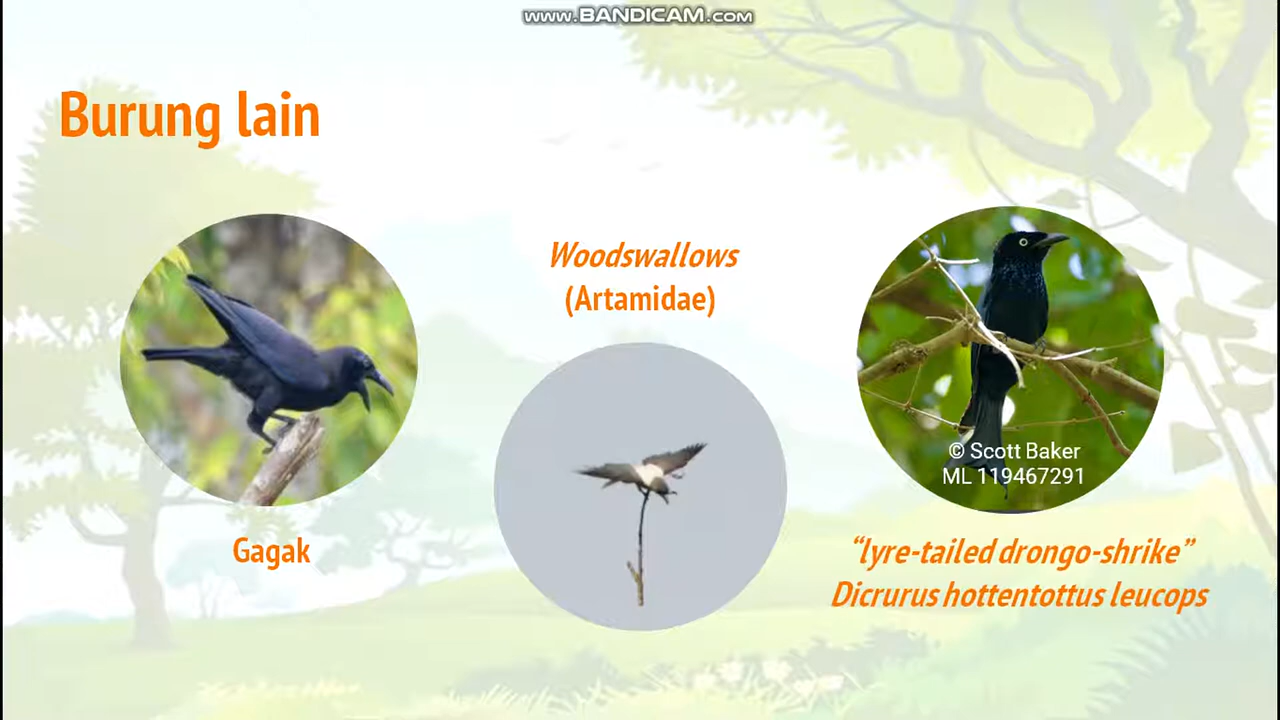 www.BANDICAM.com
Burung lain
Woodswallows
(Artamidae)
© Scott Baker
ML 119467291
Gagak
“lyre-tailed drongo-shrike”
Dicrurus hottentottus leucops